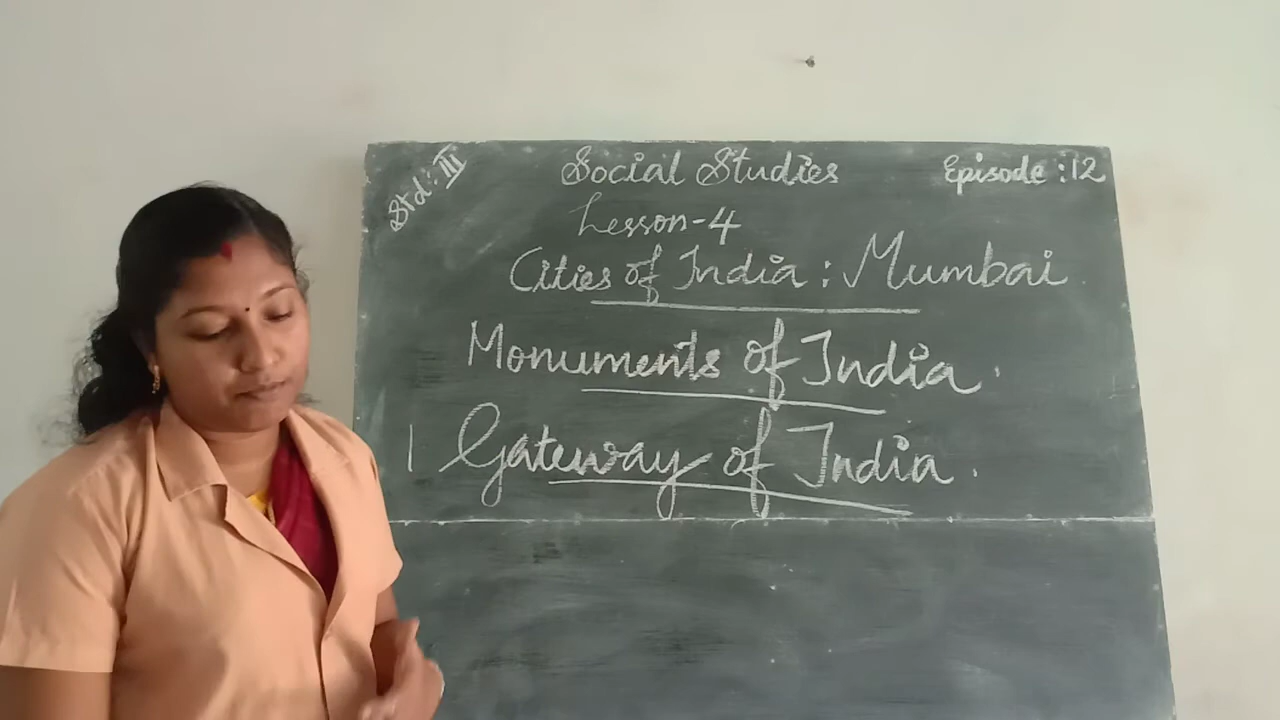 Std: III Social Studies Episode : 12
Lesson-4
Cities of India : Mumbai
Monuments of India.
1 Gateway of India.